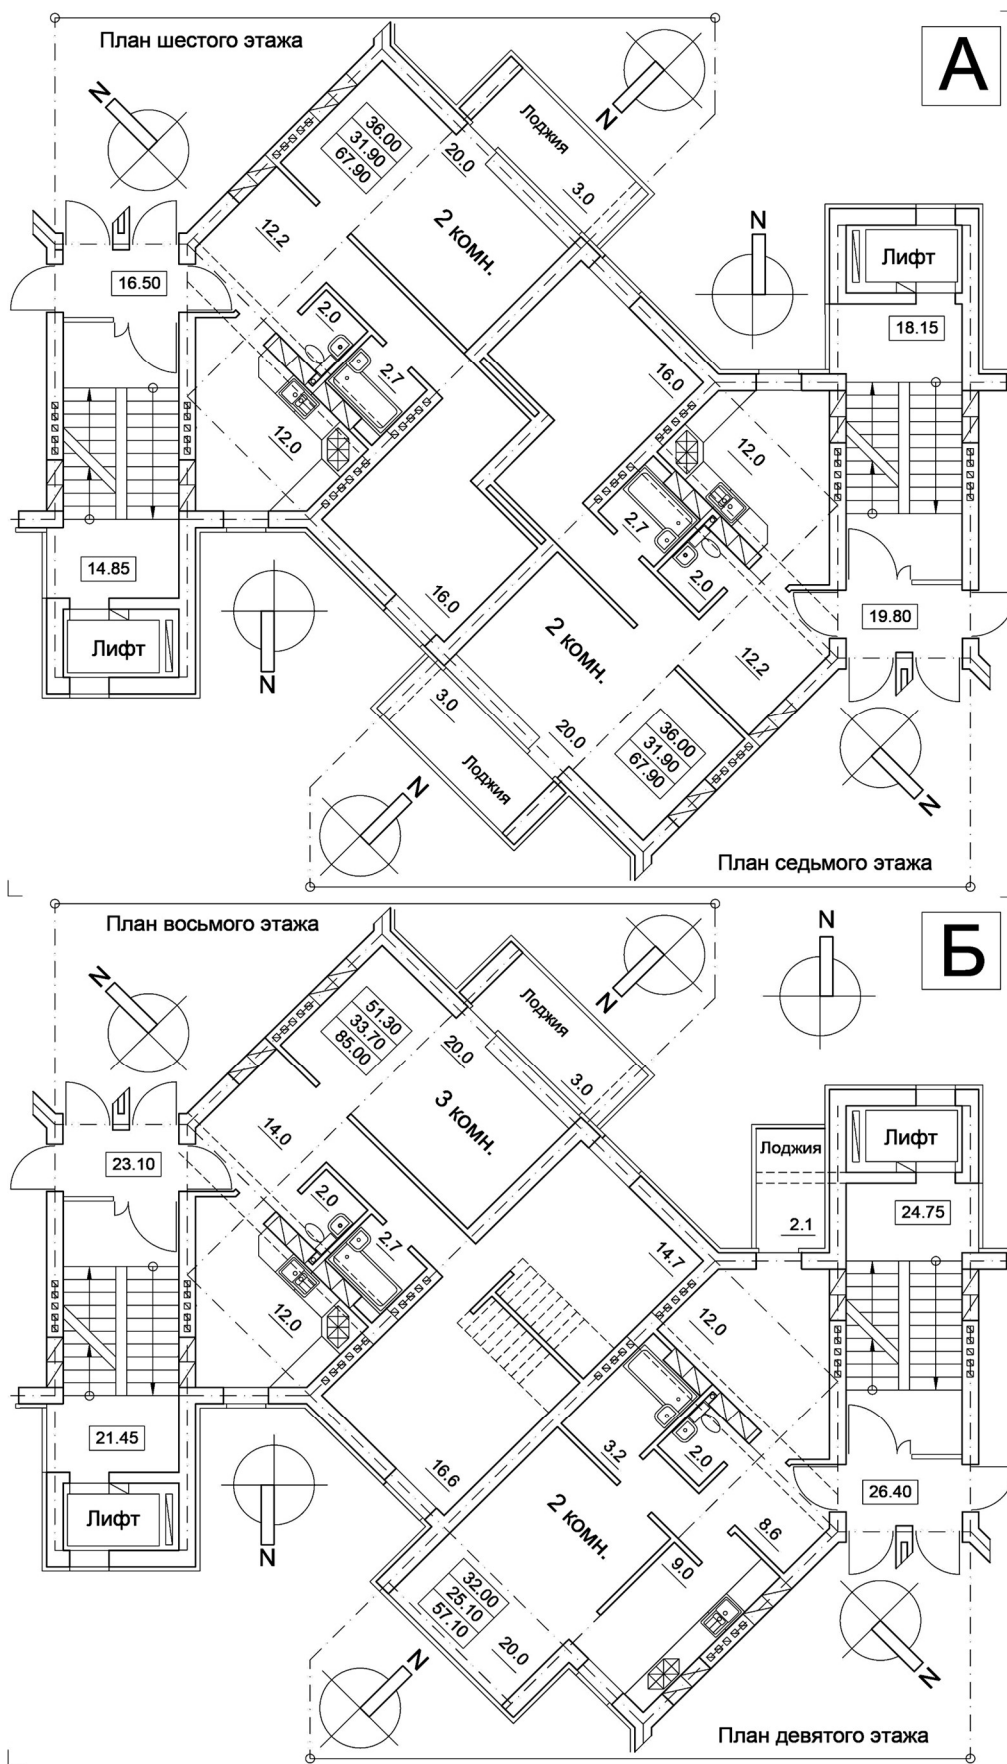 План шестого этажа
А
N
N
36.00
31.90
67.90
20.0
Лоджия
3.0
12.2
2 комн.
N
Лифт
16.50
18.15
2.0
2.7
16.0
12.0
12.0
2.7
2.0
14.85
16.0
2 комн.
19.80
Лифт
12.2
N
3.0
20.0
36.00
31.90
67.90
Лоджия
N
N
План седьмого этажа
План восьмого этажа
Б
N
N
N
51.30
33.70
85.00
20.0
Лоджия
3.0
14.0
3 комн.
Лоджия
Лифт
23.10
2.0
2.7
2.1
24.75
14.7
12.0
12.0
21.45
3.2
2.0
16.6
2 комн.
26.40
Лифт
8.6
9.0
N
32.00
25.10
57.10
20.0
N
N
План девятого этажа